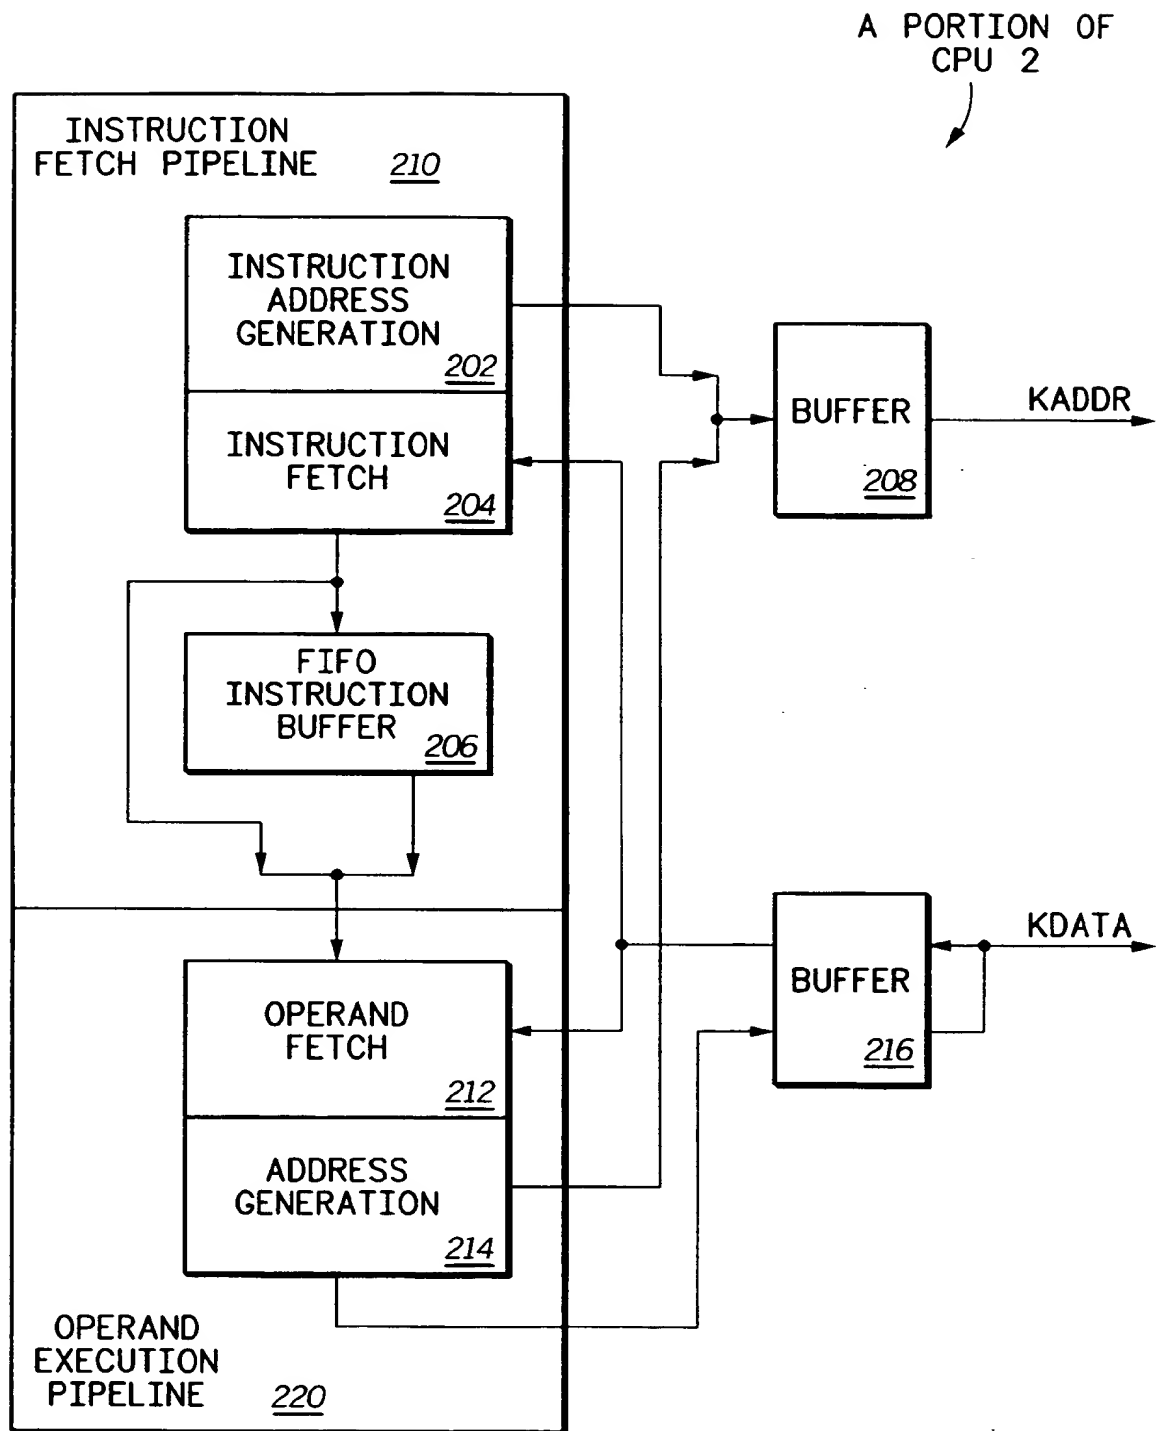 A PORTION OF
CPU 2
INSTRUCTION
FETCH PIPELINE 210
INSTRUCTION
ADDRESS
GENERATION
202
INSTRUCTION
FETCH
204
BUFFER
208
KADDR
FIFO
INSTRUCTION
BUFFER
206
OPERAND
FETCH
212
BUFFER
216
KDATA
ADDRESS
GENERATION
214
OPERAND
EXECUTION
PIPELINE 220